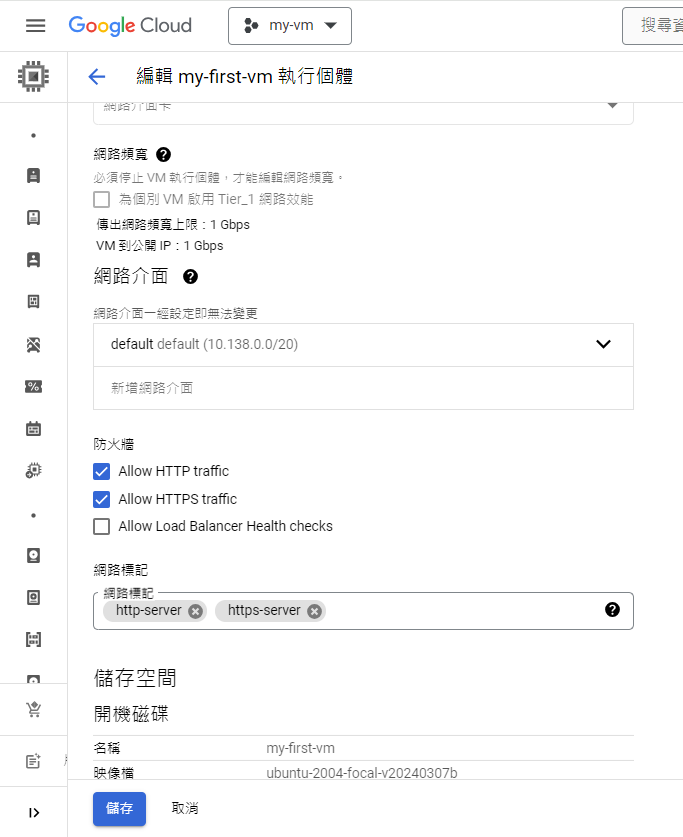 Google Cloud
my-vm
搜尋資
編輯 my-first-vm 執行個體
網路介面卡
網路頻寬
必須停止 VM 執行個體，才能編輯網路頻寬。
為個別 VM 啟用 Tier_1 網路效能
傳出網路頻寬上限：1 Gbps
VM 到公開 IP：1 Gbps
網路介面
網路介面一經設定即無法變更
default default (10.138.0.0/20)
新增網路介面
防火牆
Allow HTTP traffic
Allow HTTPS traffic
Allow Load Balancer Health checks
網路標記
網路標記
http-server https-server
儲存空間
開機磁碟
名稱 my-first-vm
映像檔 ubuntu-2004-focal-v20240307b
儲存 取消